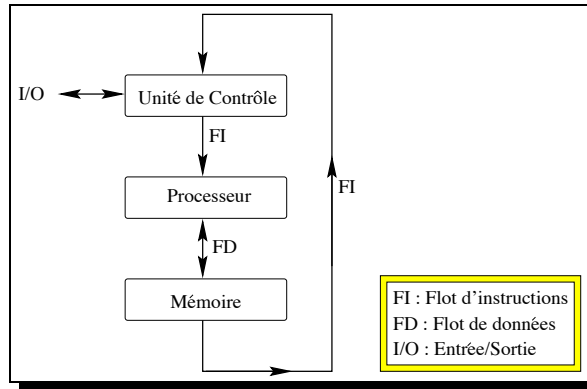 I/O
Unité de Contrôle
FI
Processeur
FI
FD
Mémoire
FI : Flot d'instructions
FD : Flot de données
I/O : Entrée/Sortie